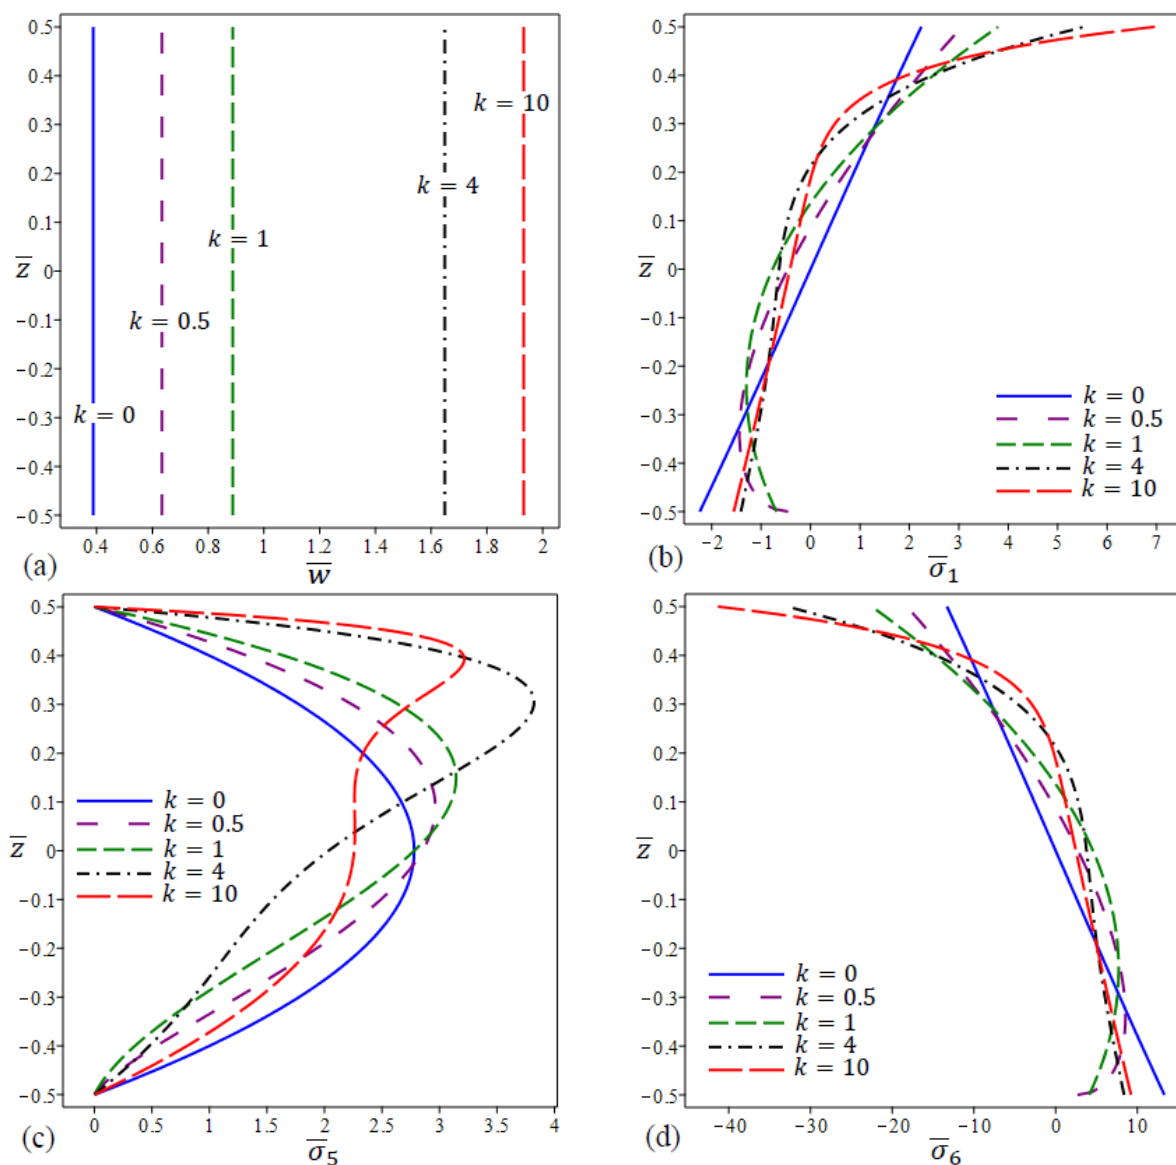 0.5
0.4
0.3
0.2
0.1
z̅ 0
−0.1
−0.2
−0.3
−0.4
−0.5
k = 10
k = 4
k = 1
k = 0.5
k = 0
0.4 0.6 0.8 1 1.2 1.4 1.6 1.8 2
(a) w̅
0.5
0.4
0.3
0.2
0.1
z̅ 0
−0.1
−0.2
−0.3
−0.4
−0.5
k = 0
k = 0.5
k = 1
k = 4
k = 10
−2 −1 0 1 2 3 4 5 6 7
(b) σ̅₁
0.5
0.4
0.3
0.2
0.1
z̅ 0
−0.1
−0.2
−0.3
−0.4
−0.5
k = 0
k = 0.5
k = 1
k = 4
k = 10
0 0.5 1 1.5 2 2.5 3 3.5 4
(c) σ̅₅
0.5
0.4
0.3
0.2
0.1
z̅ 0
−0.1
−0.2
−0.3
−0.4
−0.5
k = 0
k = 0.5
k = 1
k = 4
k = 10
−40 −30 −20 −10 0 10
(d) σ̅₆